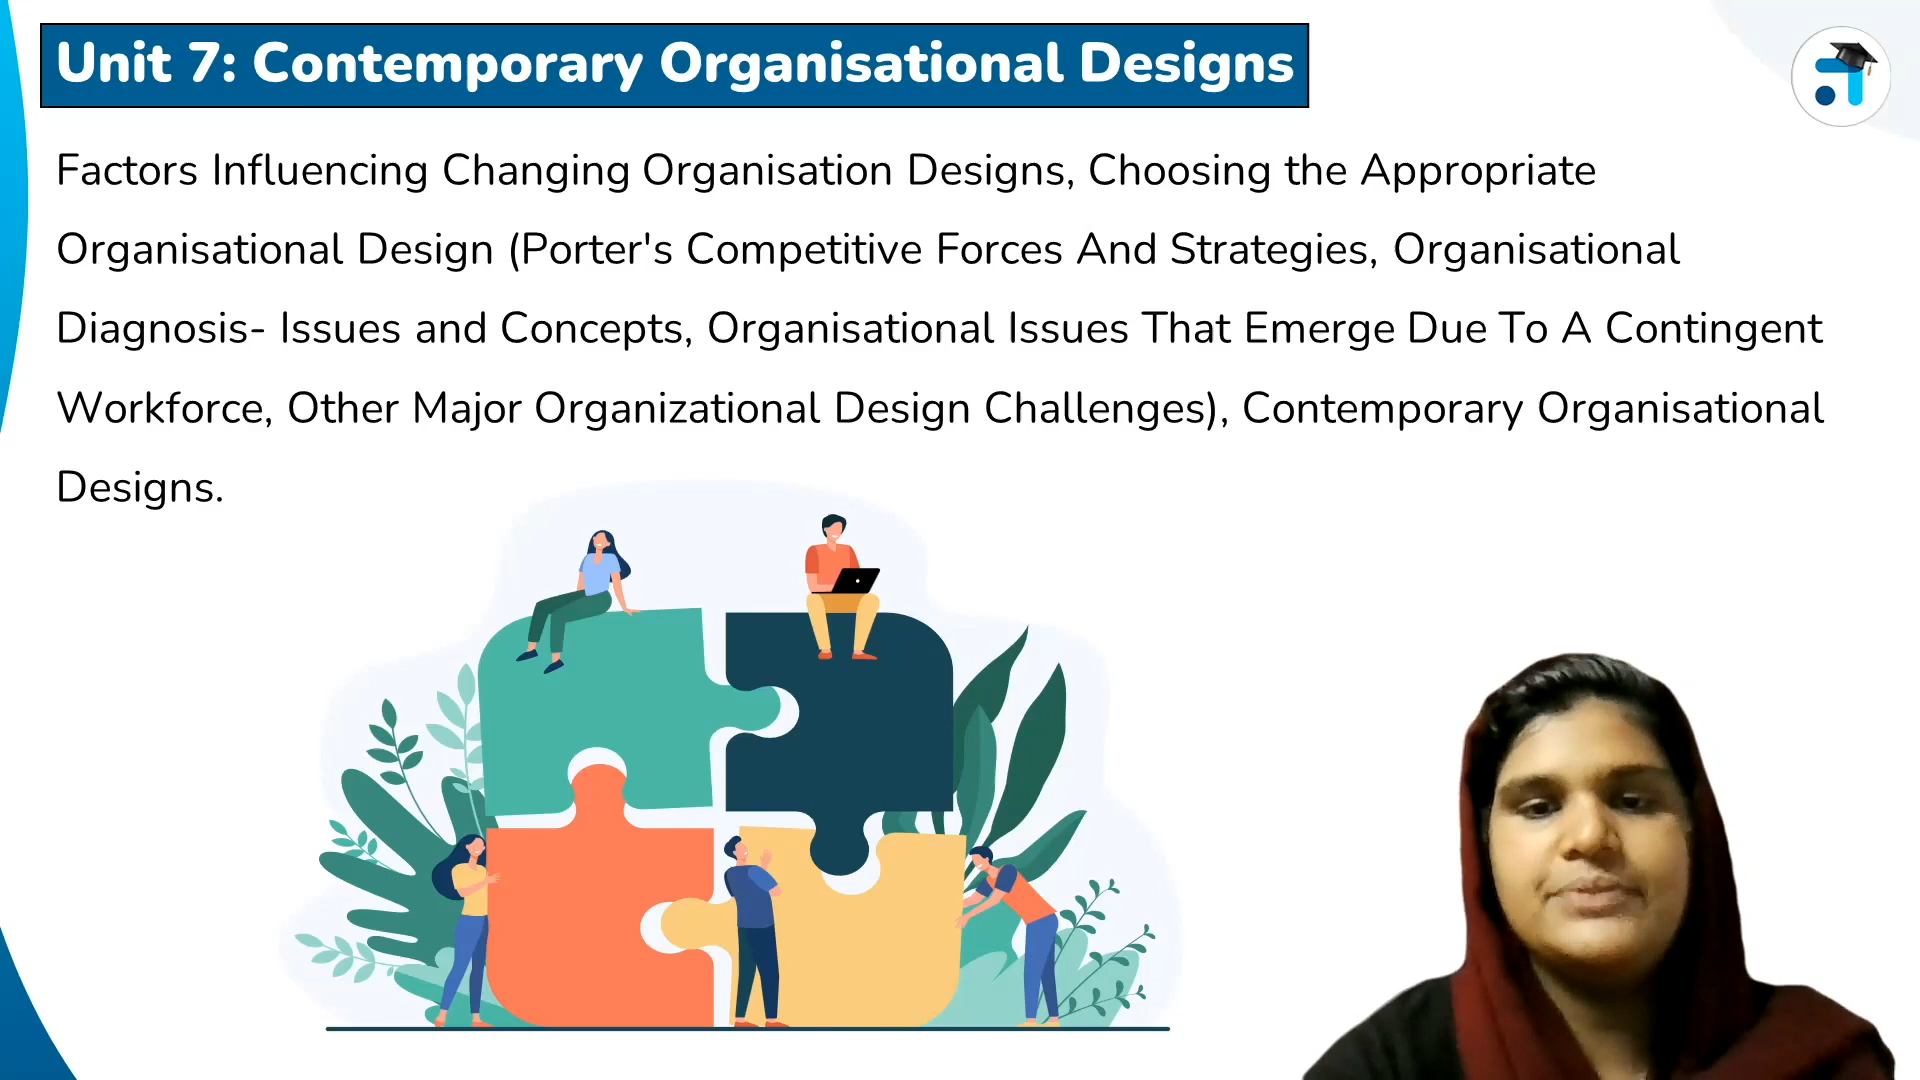 Unit 7: Contemporary Organisational Designs
Factors Influencing Changing Organisation Designs, Choosing the Appropriate
Organisational Design (Porter's Competitive Forces And Strategies, Organisational
Diagnosis- Issues and Concepts, Organisational Issues That Emerge Due To A Contingent
Workforce, Other Major Organizational Design Challenges), Contemporary Organisational
Designs.